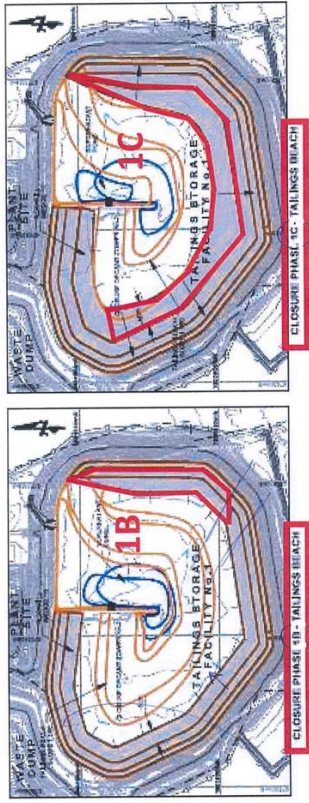 WASTE
DUMP
PLANT
SITE
1B
TAILINGS STORAGE
FACILITY No.1
CLOSURE PHASE 1B - TAILINGS BEACH
WASTE
DUMP
PLANT
SITE
1C
TAILINGS STORAGE
FACILITY No.1
CLOSURE PHASE 1C - TAILINGS BEACH